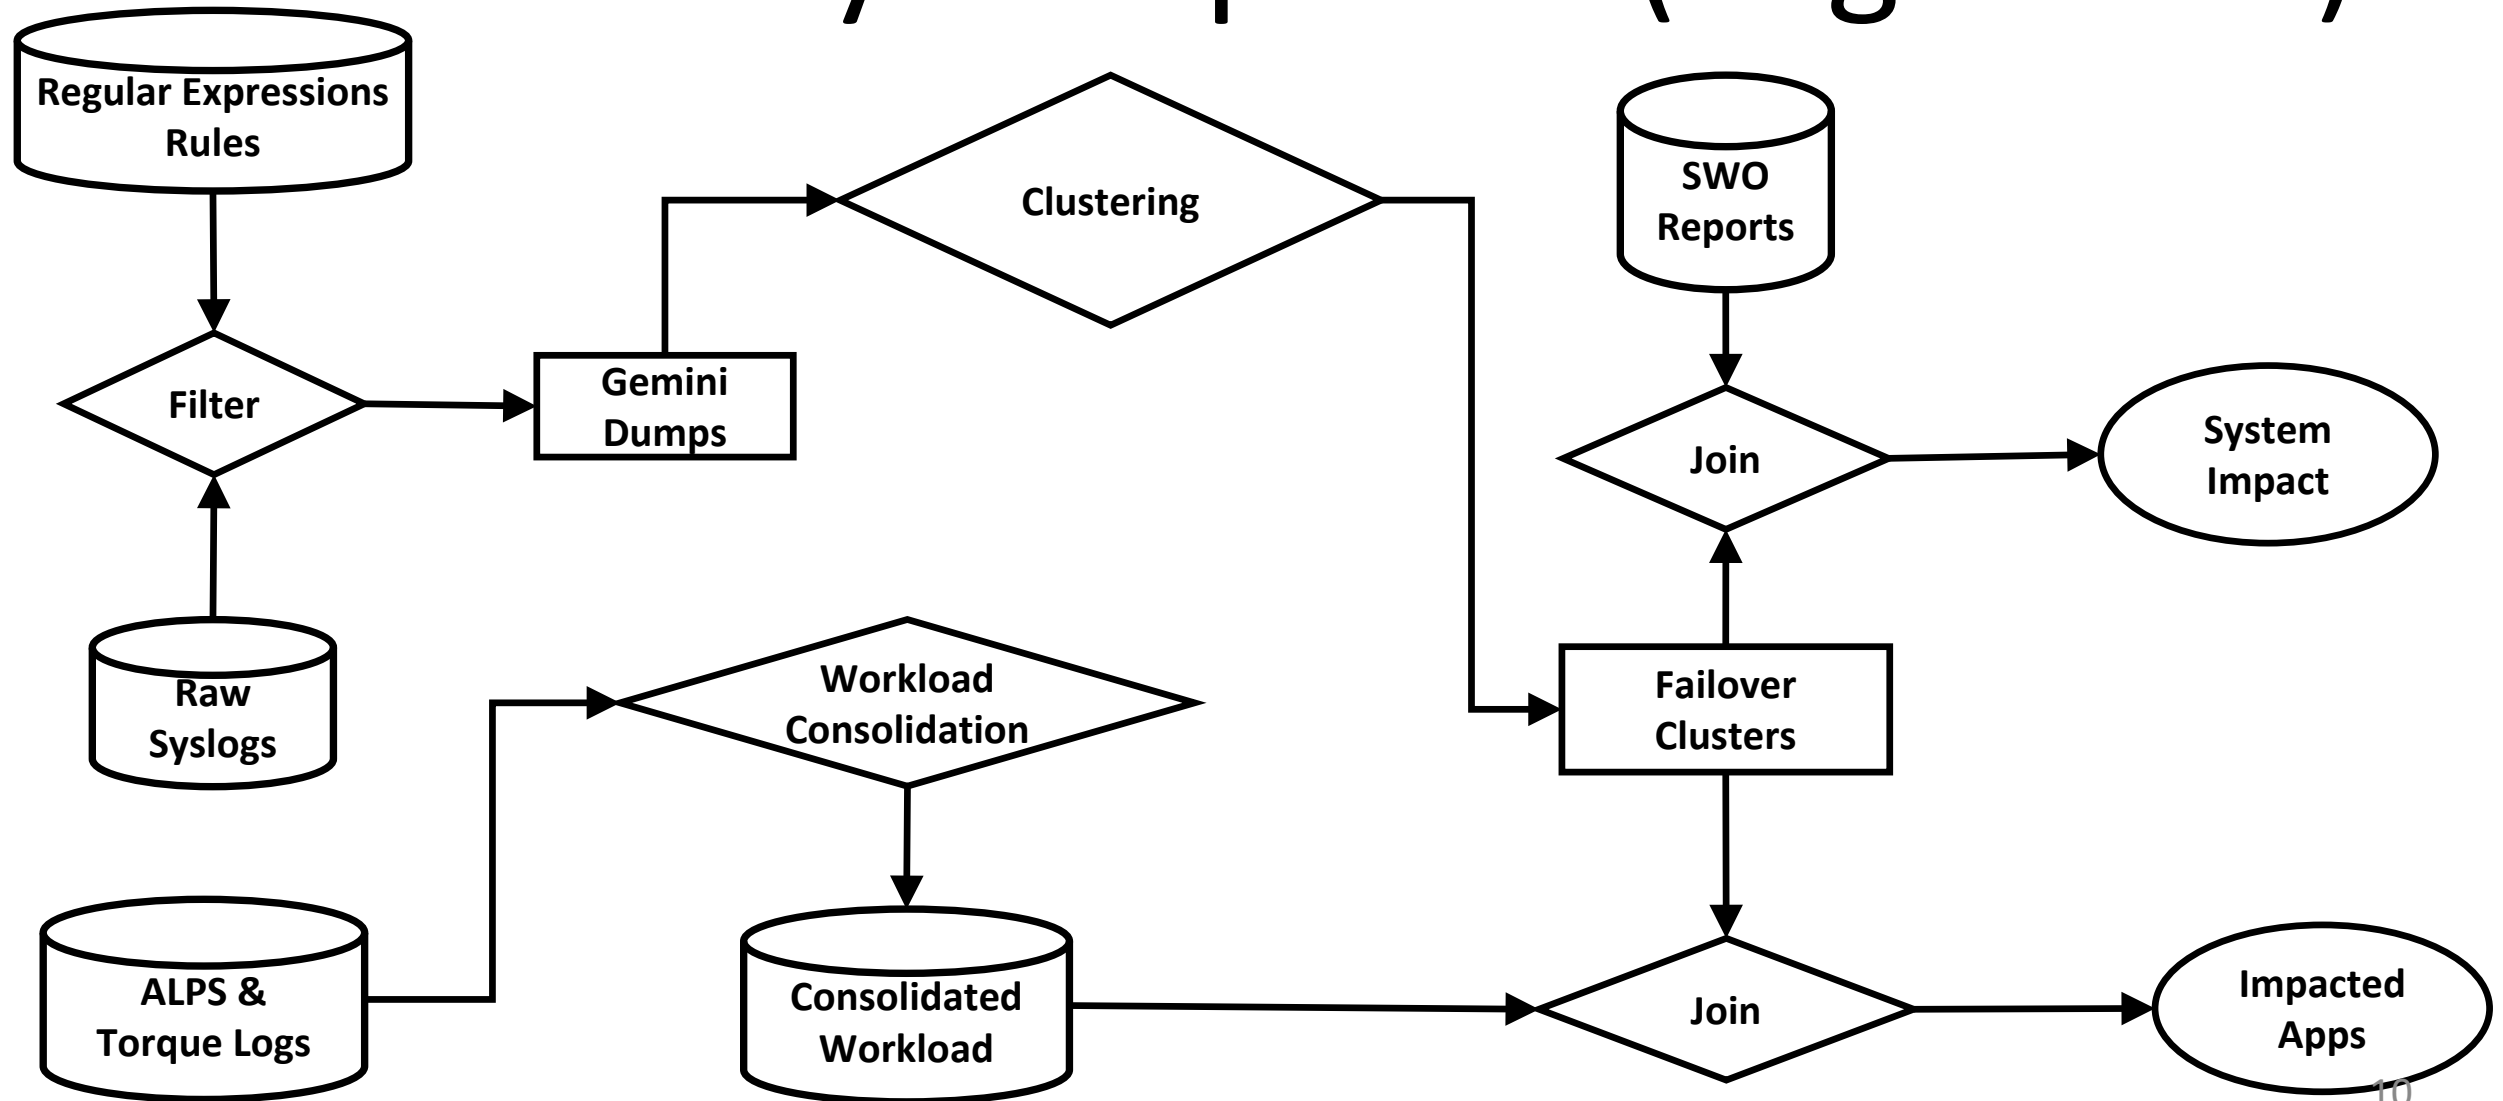 Regular Expressions
Rules
Clustering
SWO
Reports
Filter
Gemini
Dumps
Join
System
Impact
Raw
Syslogs
Workload
Consolidation
Failover
Clusters
ALPS &
Torque Logs
Consolidated
Workload
Join
Impacted
Apps
10